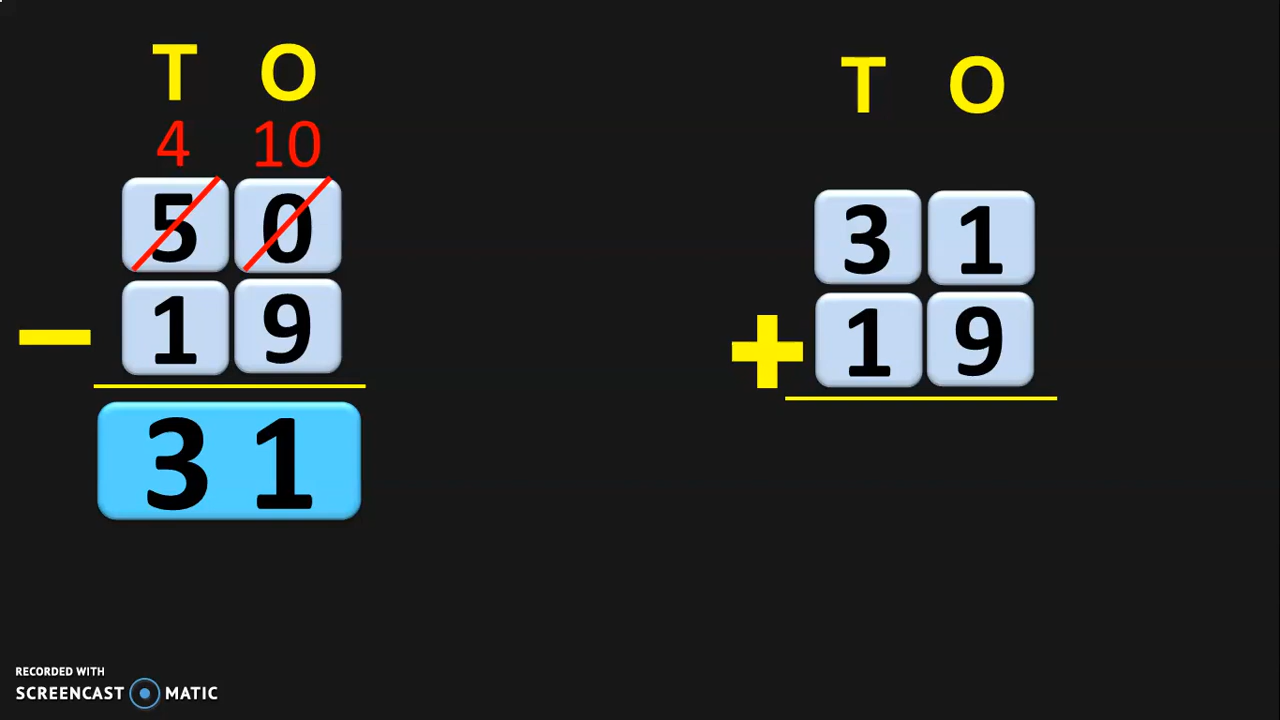 T O
4 10
5 0
− 1 9
3 1
T O
3 1
+ 1 9
RECORDED WITH
SCREENCAST MATIC